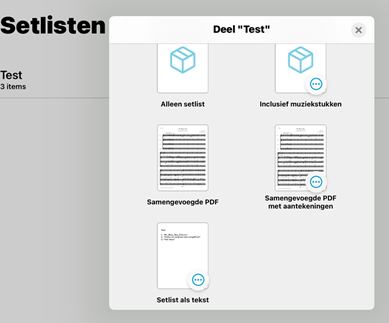 Setlisten
Deel "Test"
Test
3 items
Alleen setlist
Inclusief muziekstukken
Samengevoegde PDF
Samengevoegde PDF
met aantekeningen
Setlist als tekst